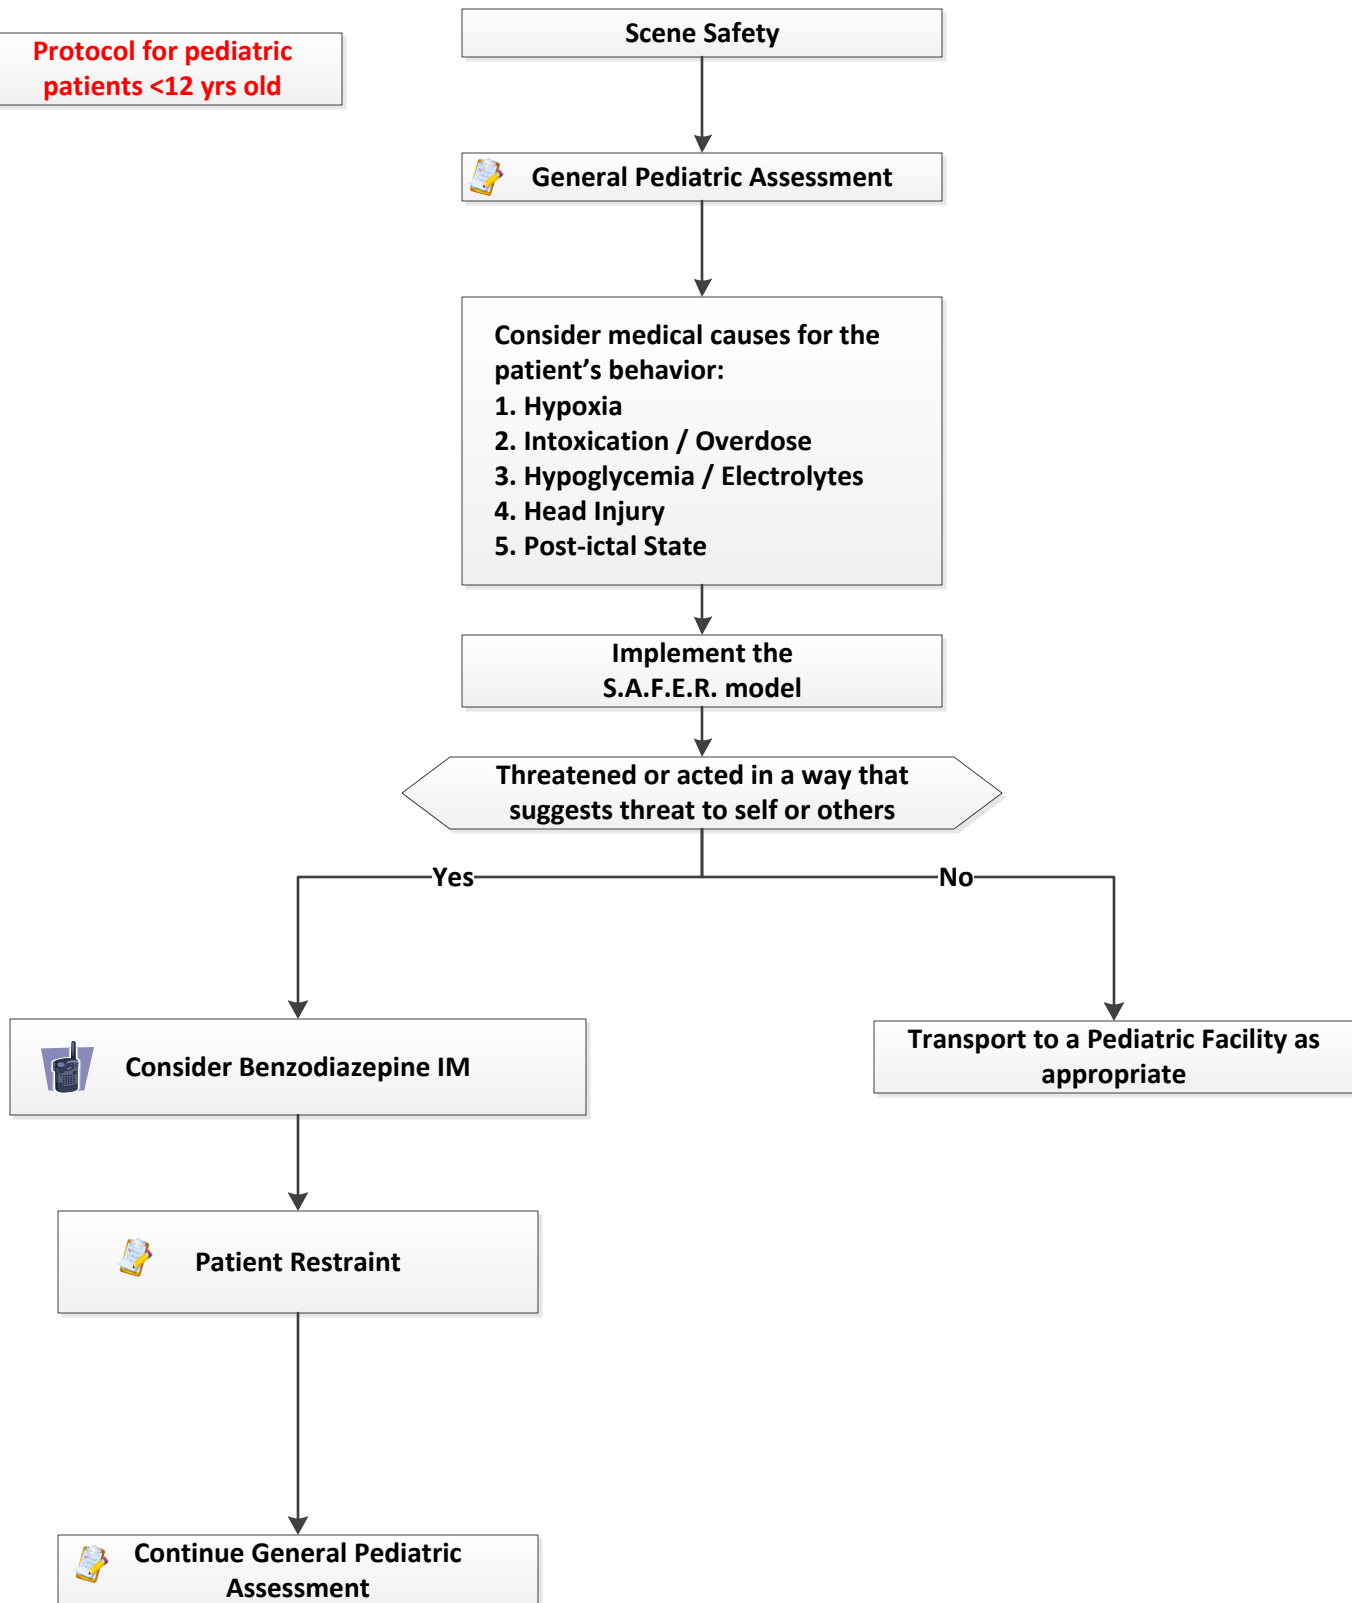 Protocol for pediatric
patients <12 yrs old
Scene Safety
General Pediatric Assessment
Consider medical causes for the
patient’s behavior:
1. Hypoxia
2. Intoxication / Overdose
3. Hypoglycemia / Electrolytes
4. Head Injury
5. Post-ictal State
Implement the
S.A.F.E.R. model
Threatened or acted in a way that
suggests threat to self or others
Yes
No
Consider Benzodiazepine IM
Transport to a Pediatric Facility as
appropriate
Patient Restraint
Continue General Pediatric
Assessment